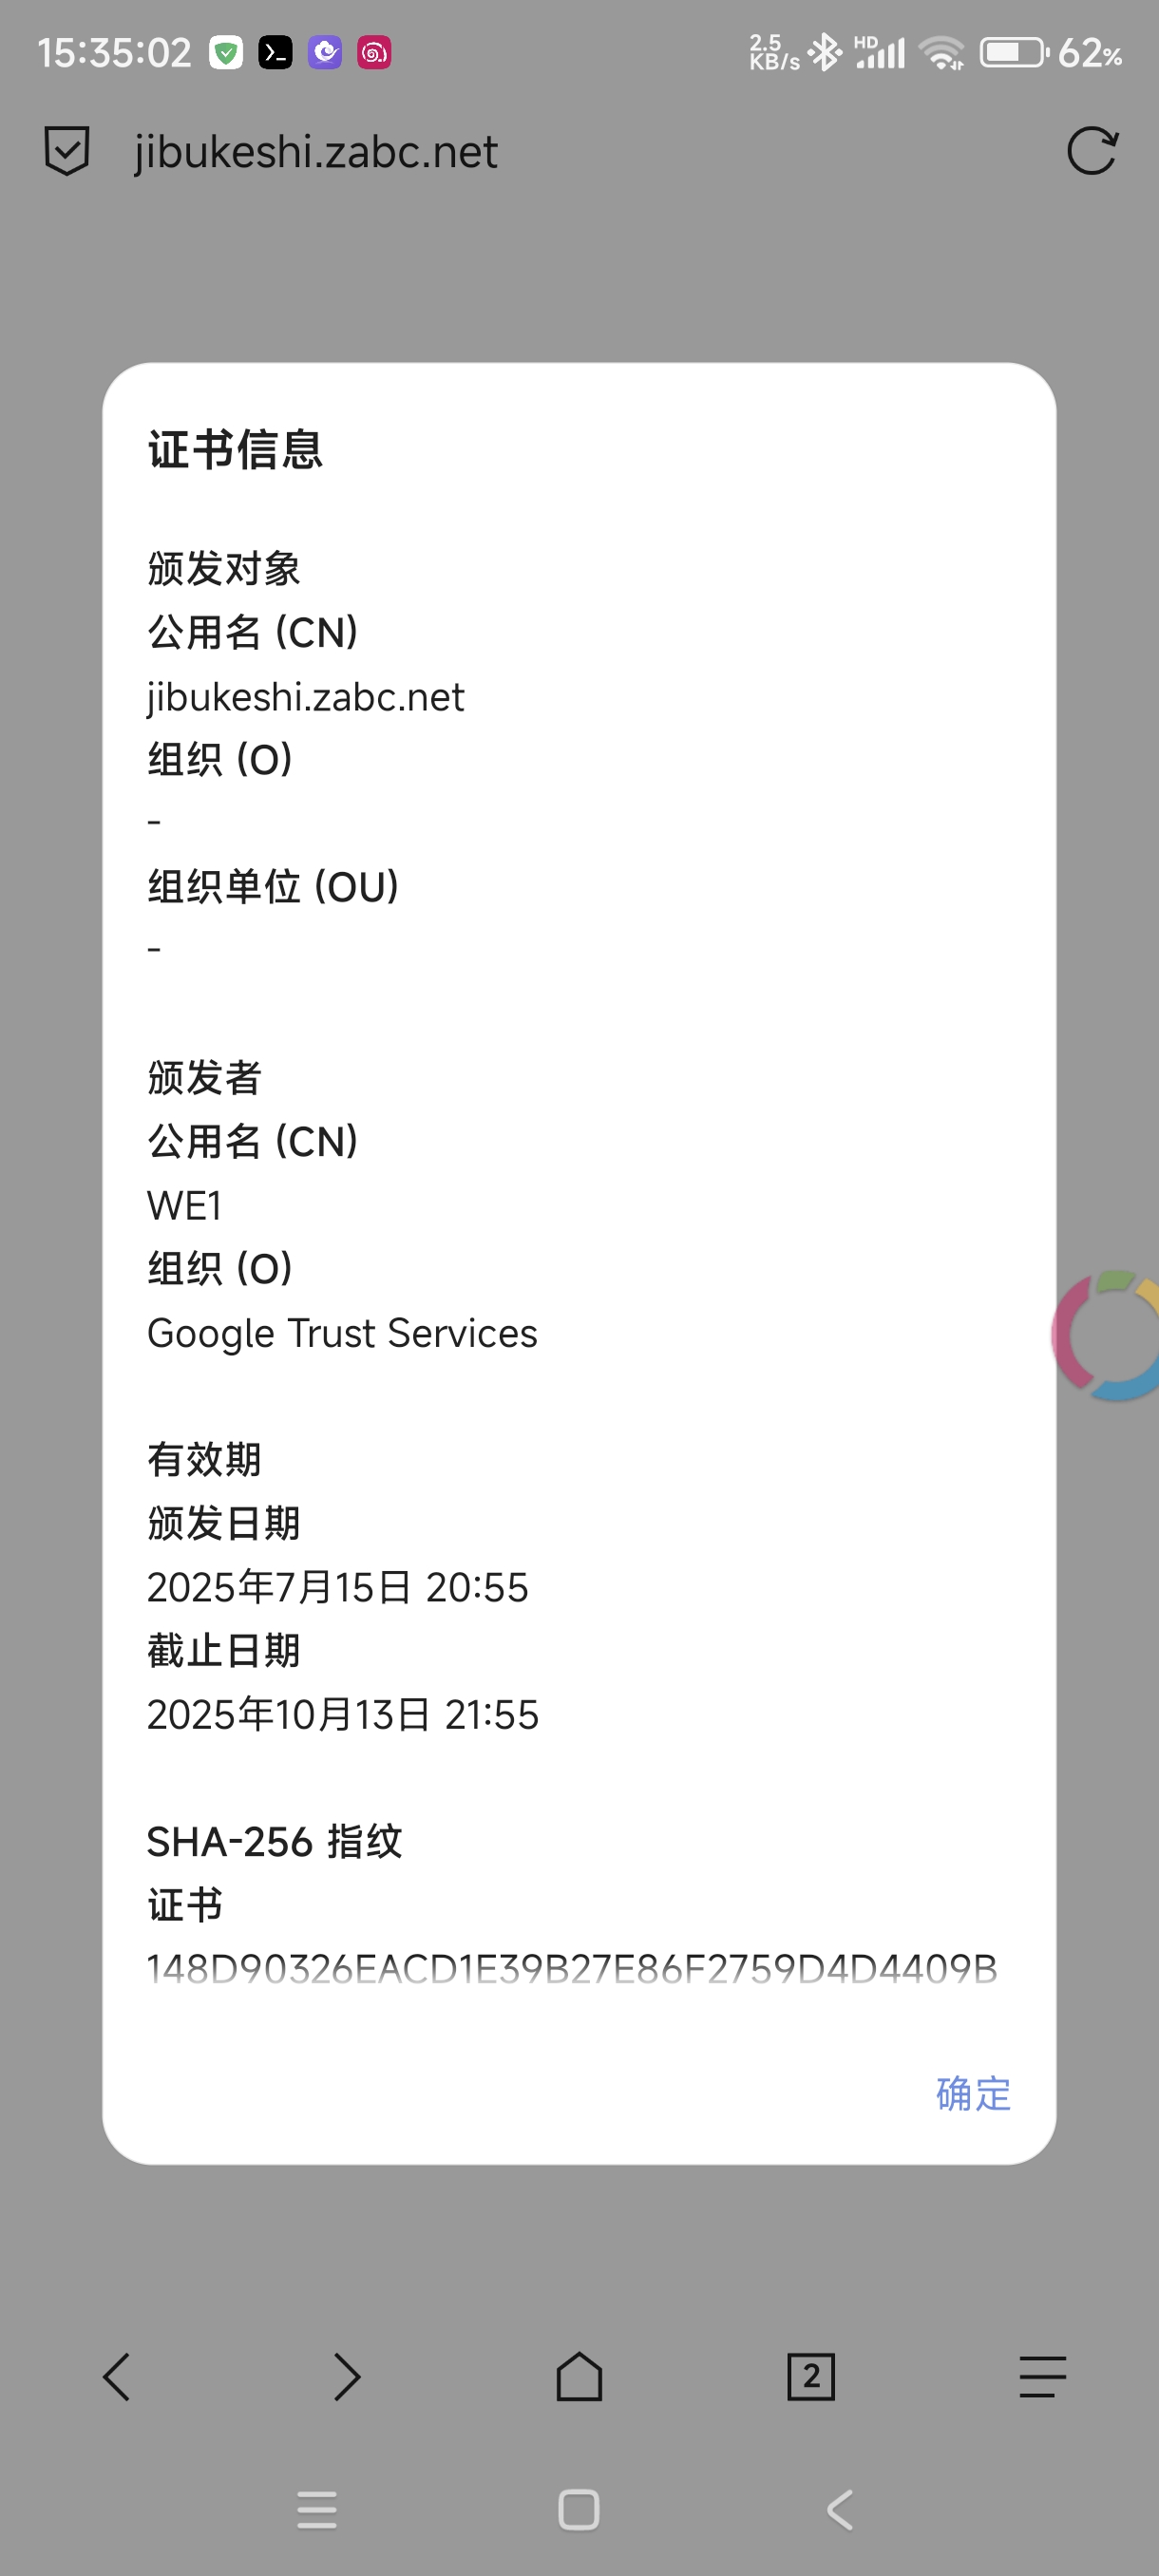 15:35:02 2.5 KB/s HD 62%
jibukeshi.zabc.net
证书信息
颁发对象
公用名 (CN)
jibukeshi.zabc.net
组织 (O)
-
组织单位 (OU)
-
颁发者
公用名 (CN)
WE1
组织 (O)
Google Trust Services
有效期
颁发日期
2025年7月15日 20:55
截止日期
2025年10月13日 21:55
SHA-256 指纹
证书
148D90326EACD1E39B27E86F2759D4D4409B
确定
2